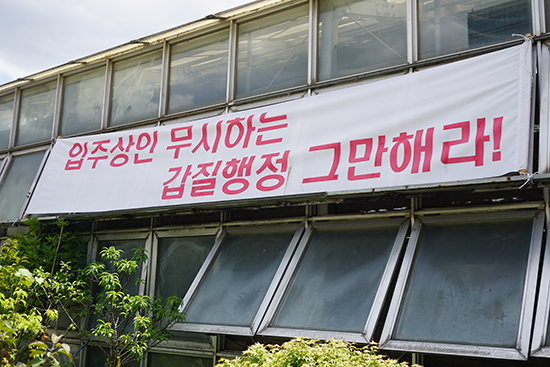 입주상인 무시하는
갑질행정 그만해라!